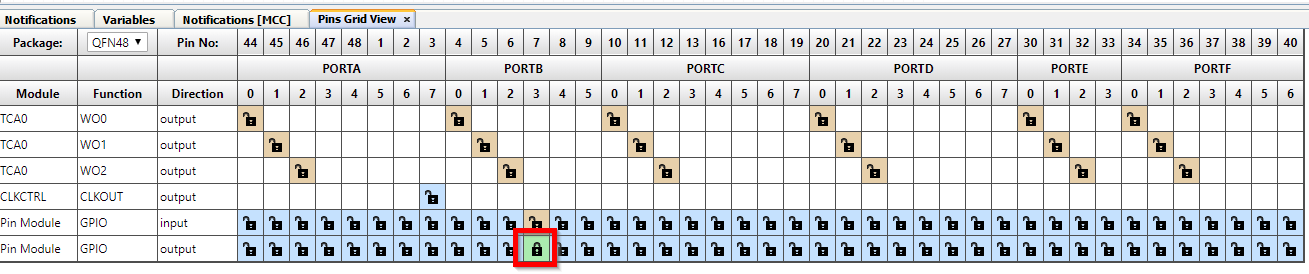 Notifications Variables Notifications [MCC] Pins Grid View ×
Package: QFN48 ▼ Pin No: 44 45 46 47 48 1 2 3 4 5 6 7 8 9 10 11 12 13 16 17 18 19 20 21 22 23 24 25 26 27 30 31 32 33 34 35 36 37 38 39 40
PORTA PORTB PORTC PORTD PORTE PORTF
Module Function Direction 0 1 2 3 4 5 6 7 0 1 2 3 4 5 0 1 2 3 4 5 6 7 0 1 2 3 4 5 6 7 0 1 2 3 0 1 2 3 4 5 6
TCA0 WO0 output
TCA0 WO1 output
TCA0 WO2 output
CLKCTRL CLKOUT output
Pin Module GPIO input
Pin Module GPIO output